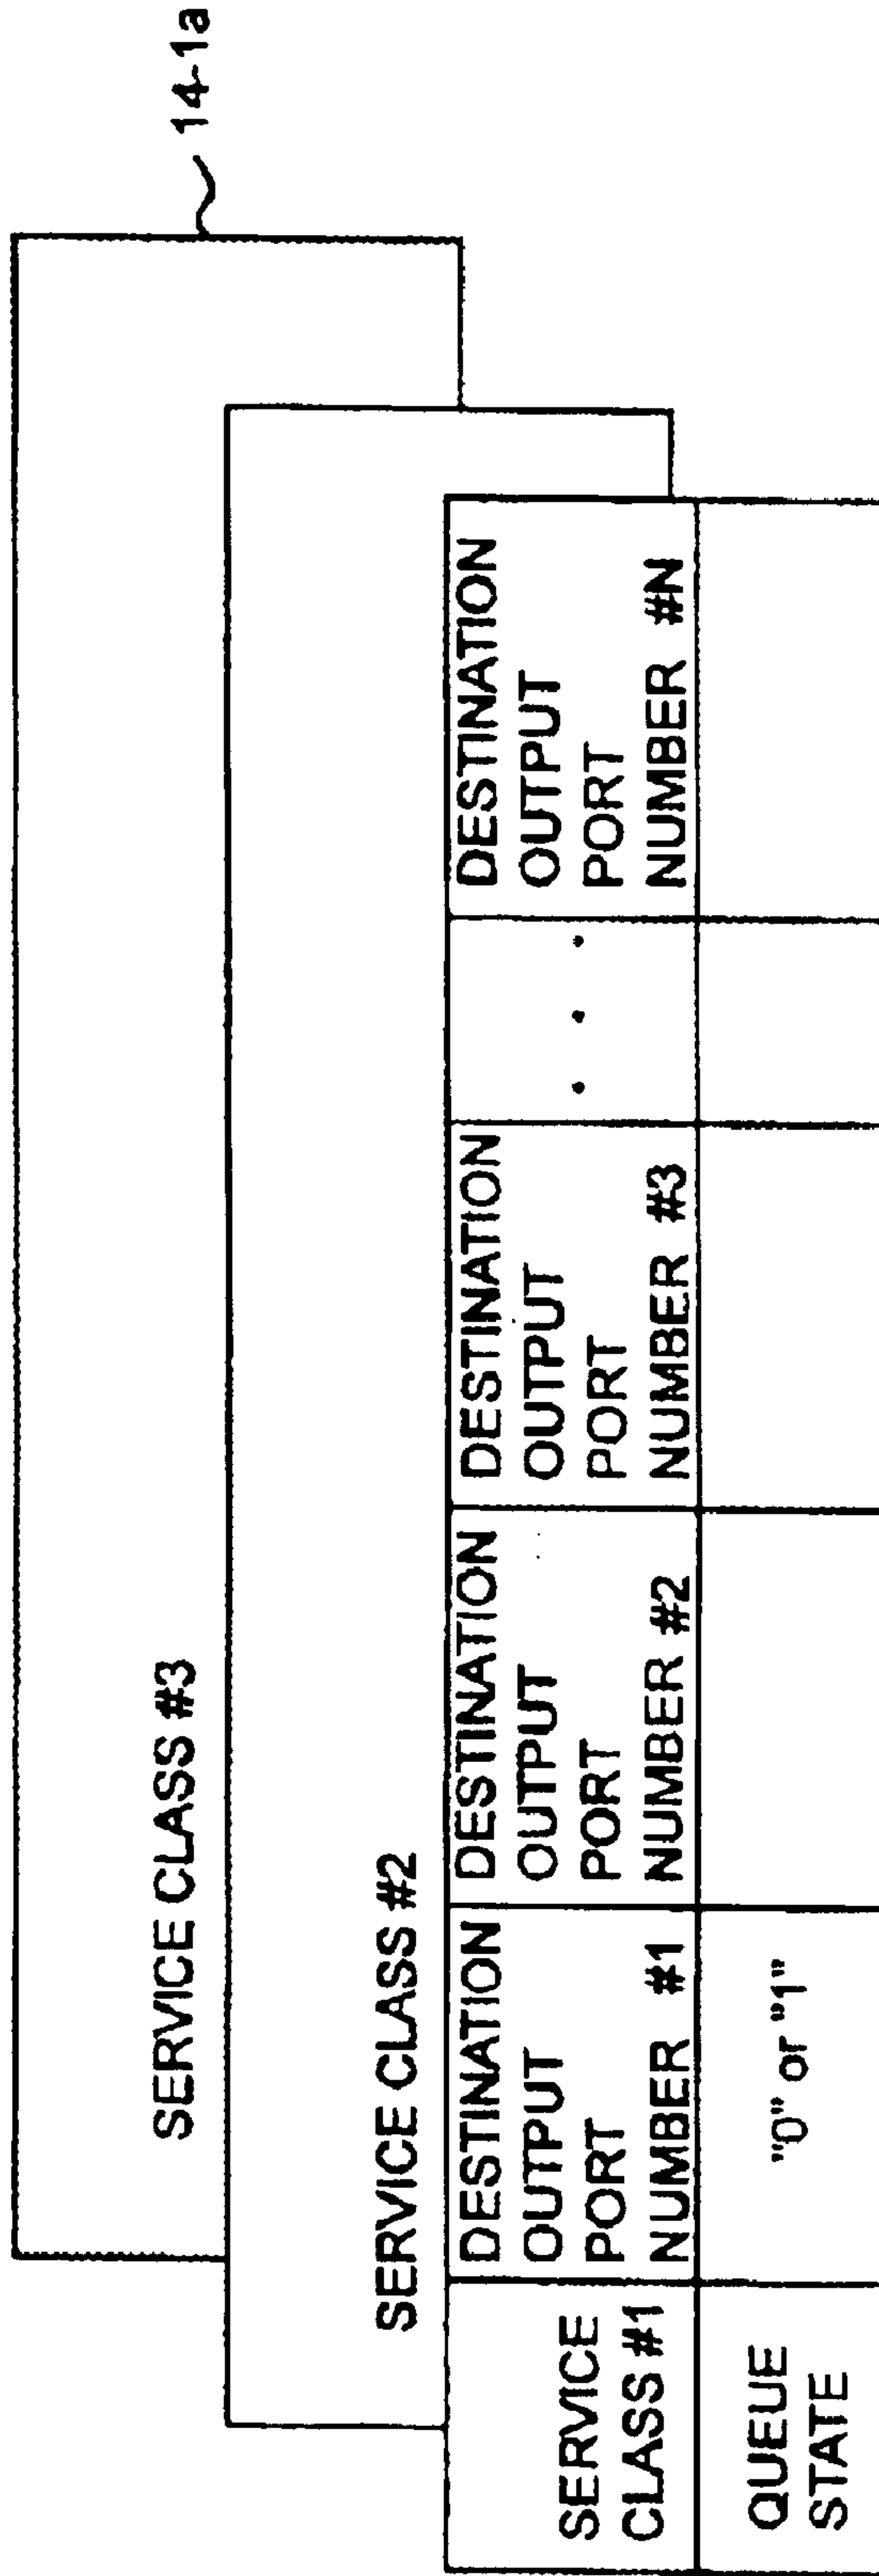 14-1a
SERVICE CLASS #3
SERVICE CLASS #2
SERVICE
CLASS #1
DESTINATION
OUTPUT
PORT
NUMBER #1
DESTINATION
OUTPUT
PORT
NUMBER #2
DESTINATION
OUTPUT
PORT
NUMBER #3
. . .
DESTINATION
OUTPUT
PORT
NUMBER #N
QUEUE
STATE
"0" or "1"